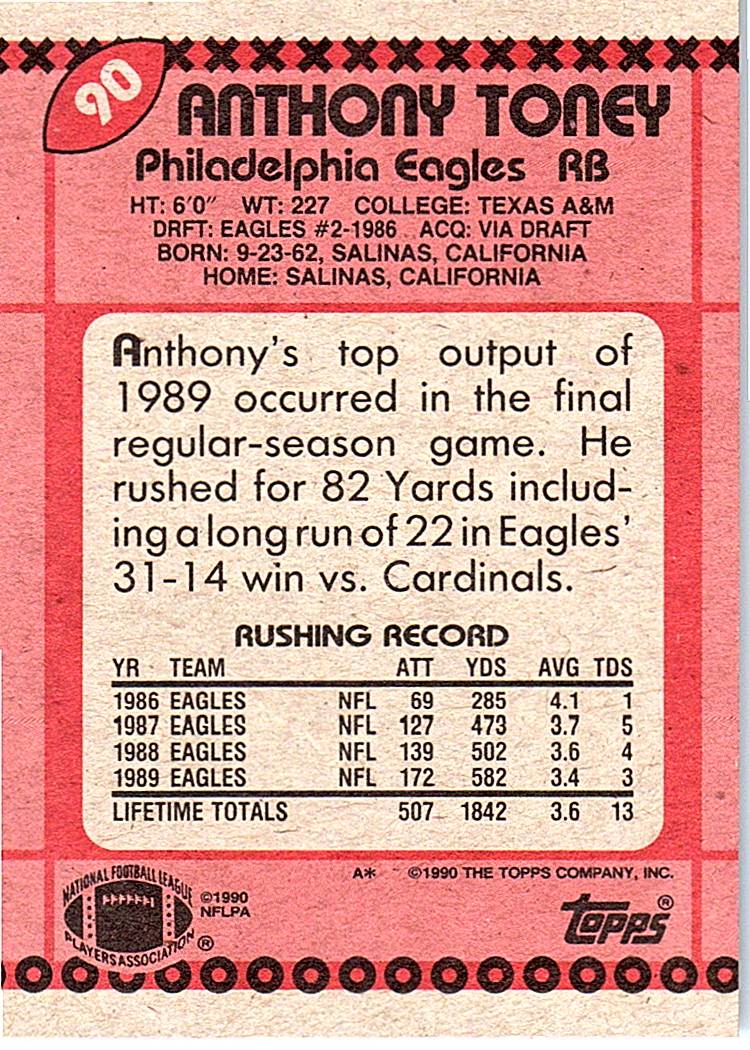 90
ANTHONY TONEY
Philadelphia Eagles RB
HT: 6'0" WT: 227 COLLEGE: TEXAS A&M
DRFT: EAGLES #2-1986 ACQ: VIA DRAFT
BORN: 9-23-62, SALINAS, CALIFORNIA
HOME: SALINAS, CALIFORNIA
Anthony's top output of
1989 occurred in the final
regular-season game. He
rushed for 82 Yards includ-
ing a long run of 22 in Eagles'
31-14 win vs. Cardinals.
RUSHING RECORD
YR TEAM ATT YDS AVG TDS
1986 EAGLES NFL 69 285 4.1 1
1987 EAGLES NFL 127 473 3.7 5
1988 EAGLES NFL 139 502 3.6 4
1989 EAGLES NFL 172 582 3.4 3
LIFETIME TOTALS 507 1842 3.6 13
A* ©1990 THE TOPPS COMPANY, INC.
NATIONAL FOOTBALL LEAGUE
PLAYERS ASSOCIATION ®
©1990
NFLPA
topps®